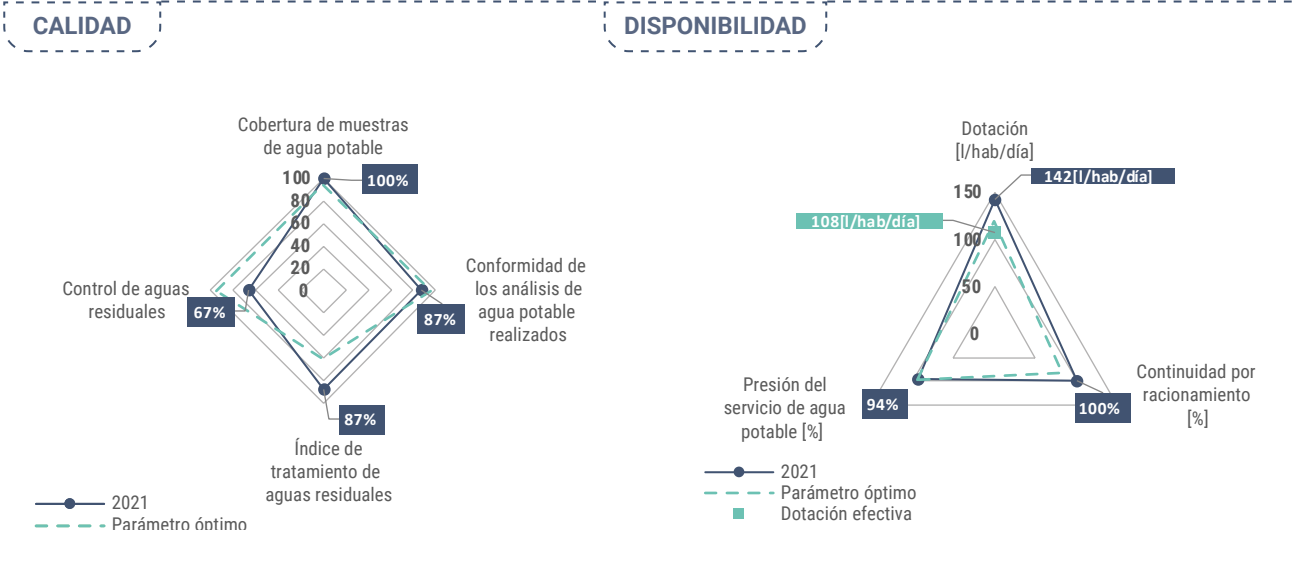 CALIDAD
Cobertura de muestras
de agua potable
100
100%
80
60
40
20
0
Conformidad de
los análisis de
agua potable
realizados
87%
Control de aguas
residuales
67%
87%
Índice de
tratamiento de
aguas residuales
2021
Parámetro óptimo
DISPONIBILIDAD
Dotación
[l/hab/día]
142[l/hab/día]
150
108[l/hab/día]
100
50
0
Continuidad por
racionamiento
[%]
100%
Presión del
servicio de agua
potable [%]
94%
2021
Parámetro óptimo
Dotación efectiva